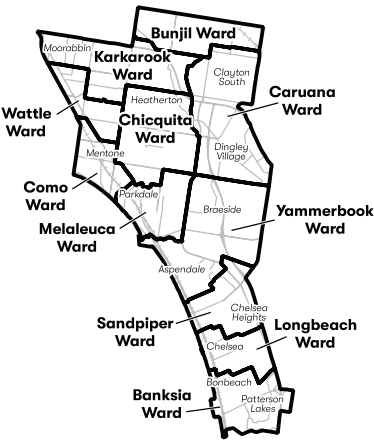 Bunjil Ward
Moorabbin
Karkarook
Ward
Clayton
South
Caruana
Ward
Heatherton
Wattle
Ward
Chicquita
Ward
Dingley
Village
Mentone
Como
Ward
Parkdale
Braeside
Yammerbook
Ward
Melaleuca
Ward
Aspendale
Chelsea
Heights
Sandpiper
Ward
Longbeach
Ward
Chelsea
Bonbeach
Banksia
Ward
Patterson
Lakes